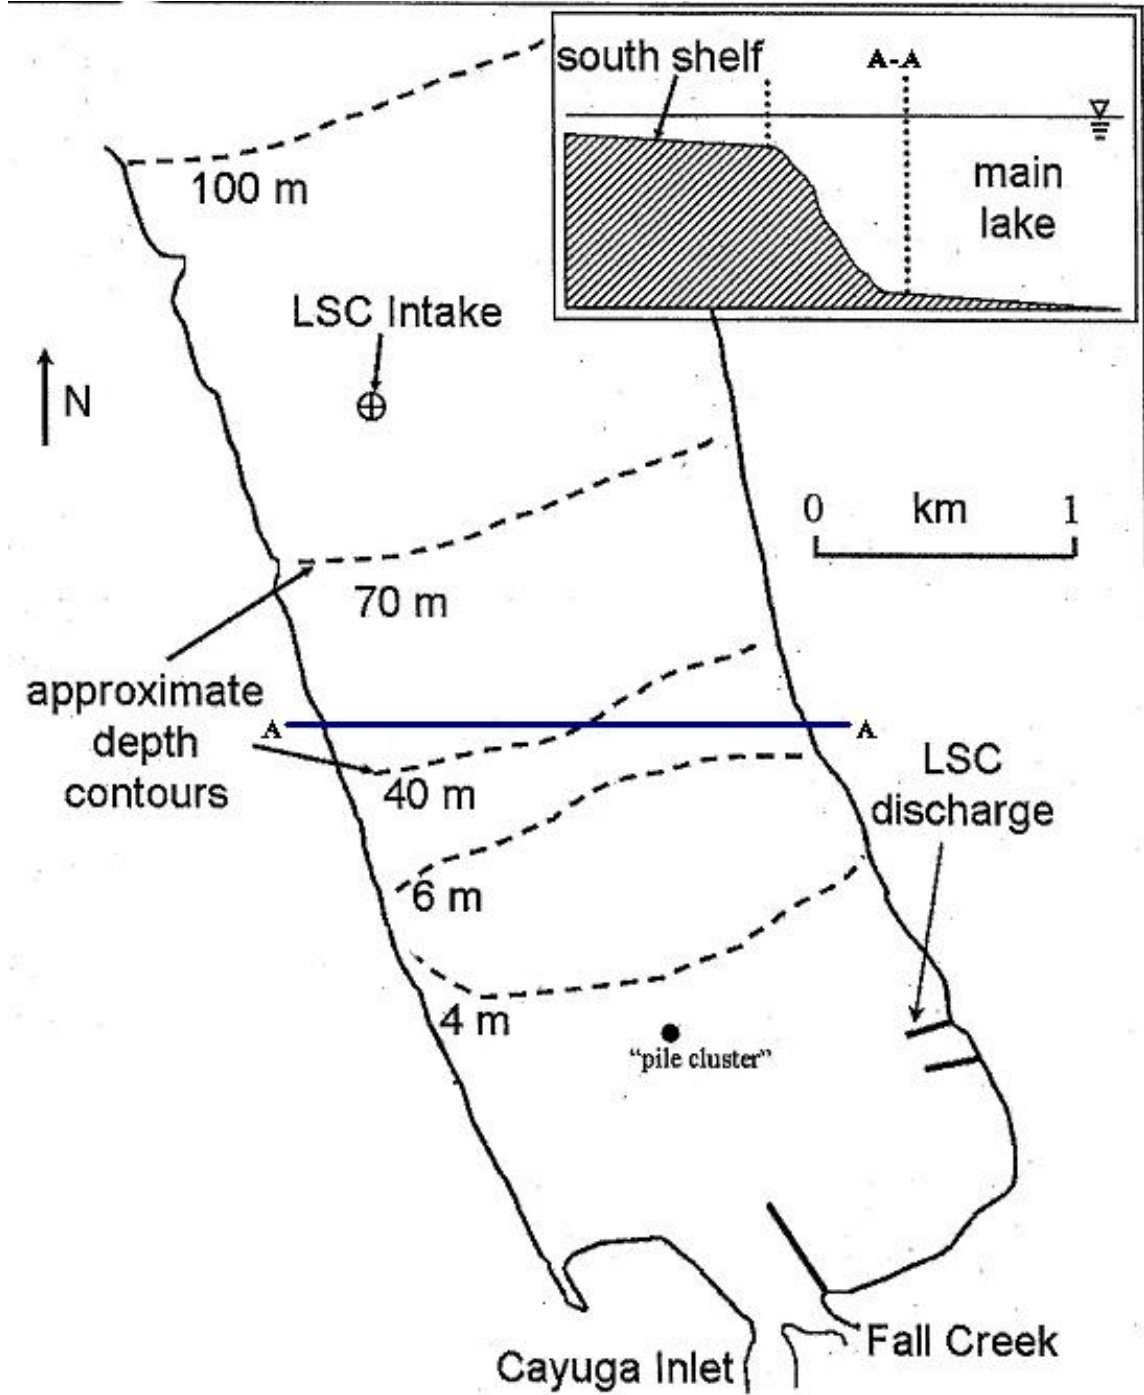 south shelf
A-A
main
lake
100 m
LSC Intake
N
0 km 1
70 m
approximate
depth
contours
A
A
40 m
LSC
discharge
6 m
4 m
“pile cluster”
Fall Creek
Cayuga Inlet